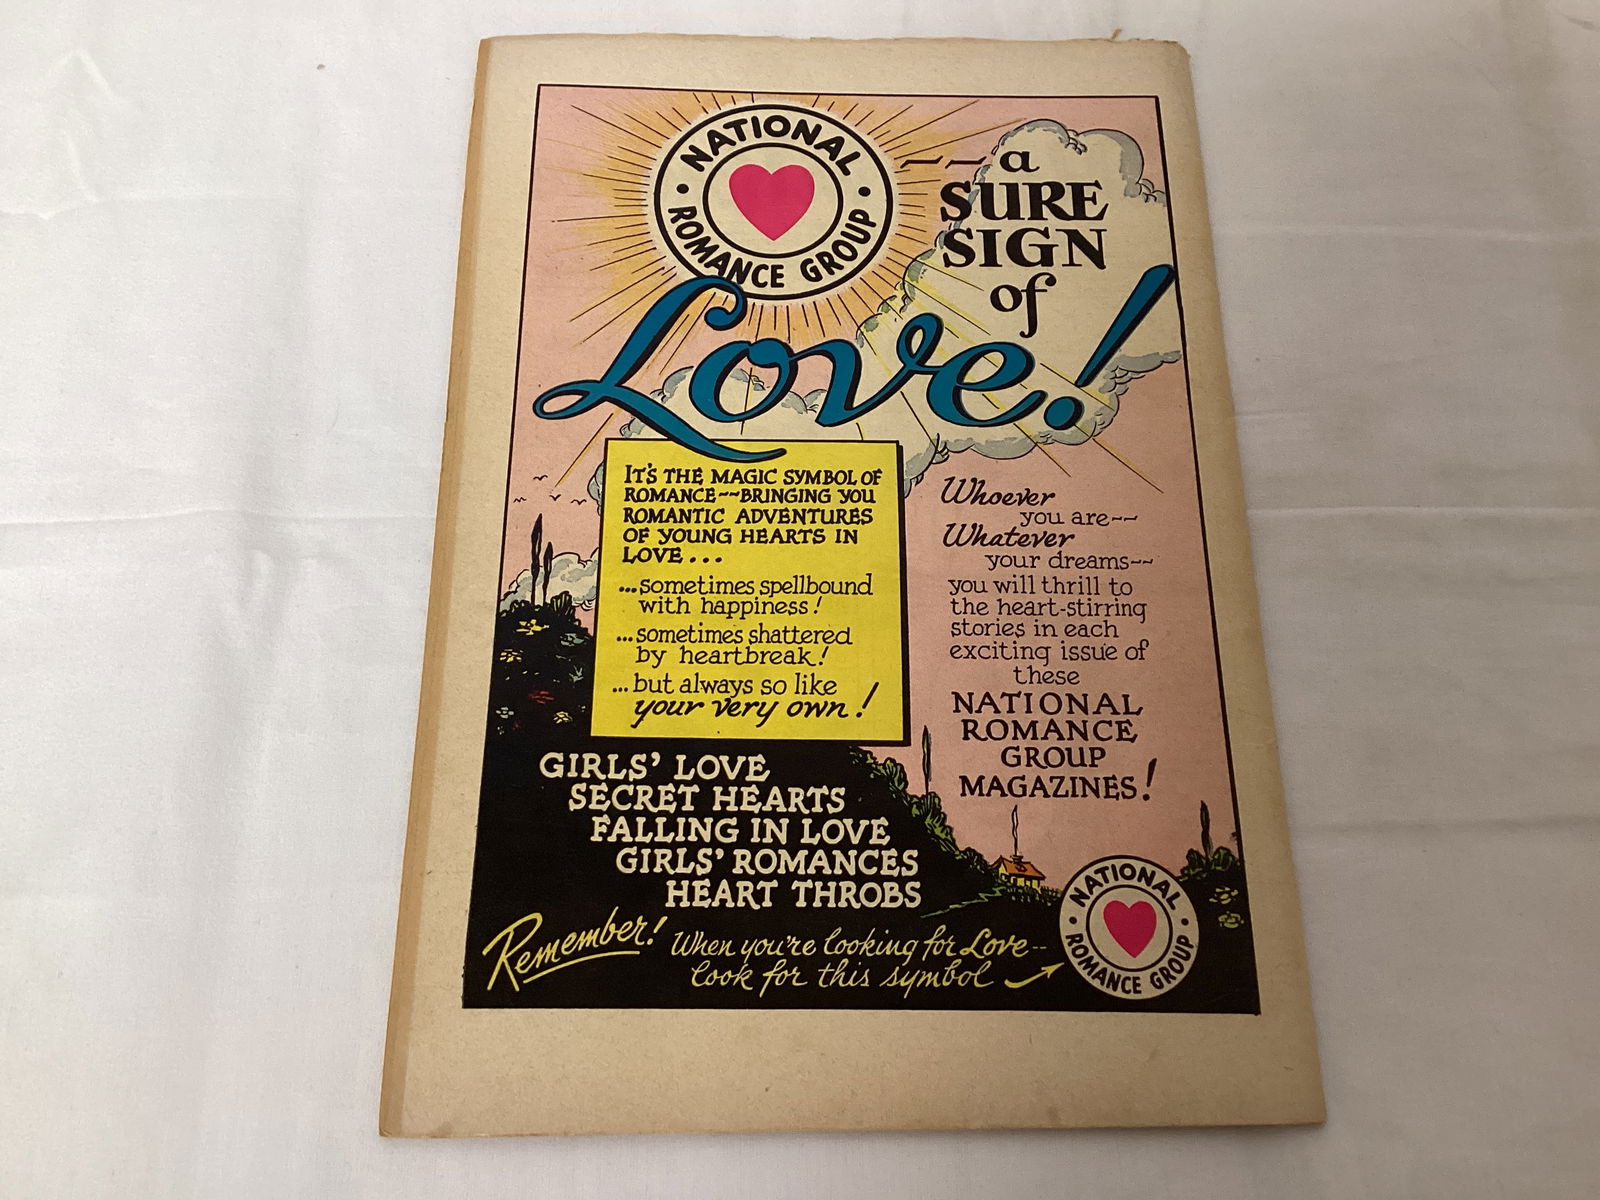 NATIONAL
ROMANCE GROUP
~~a
SURE
SIGN
of
Love!
IT'S THE MAGIC SYMBOL OF
ROMANCE~~BRINGING YOU
ROMANTIC ADVENTURES
OF YOUNG HEARTS IN
LOVE...
...sometimes spellbound
with happiness!
...sometimes shattered
by heartbreak!
...but always so like
your very own!
Whoever
you are~~
Whatever
your dreams~~
you will thrill to
the heart-stirring
stories in each
exciting issue of
these
NATIONAL
ROMANCE
GROUP
MAGAZINES!
GIRLS' LOVE
SECRET HEARTS
FALLING IN LOVE
GIRLS' ROMANCES
HEART THROBS
Remember! When you're looking for Love--
look for this symbol
NATIONAL
ROMANCE GROUP